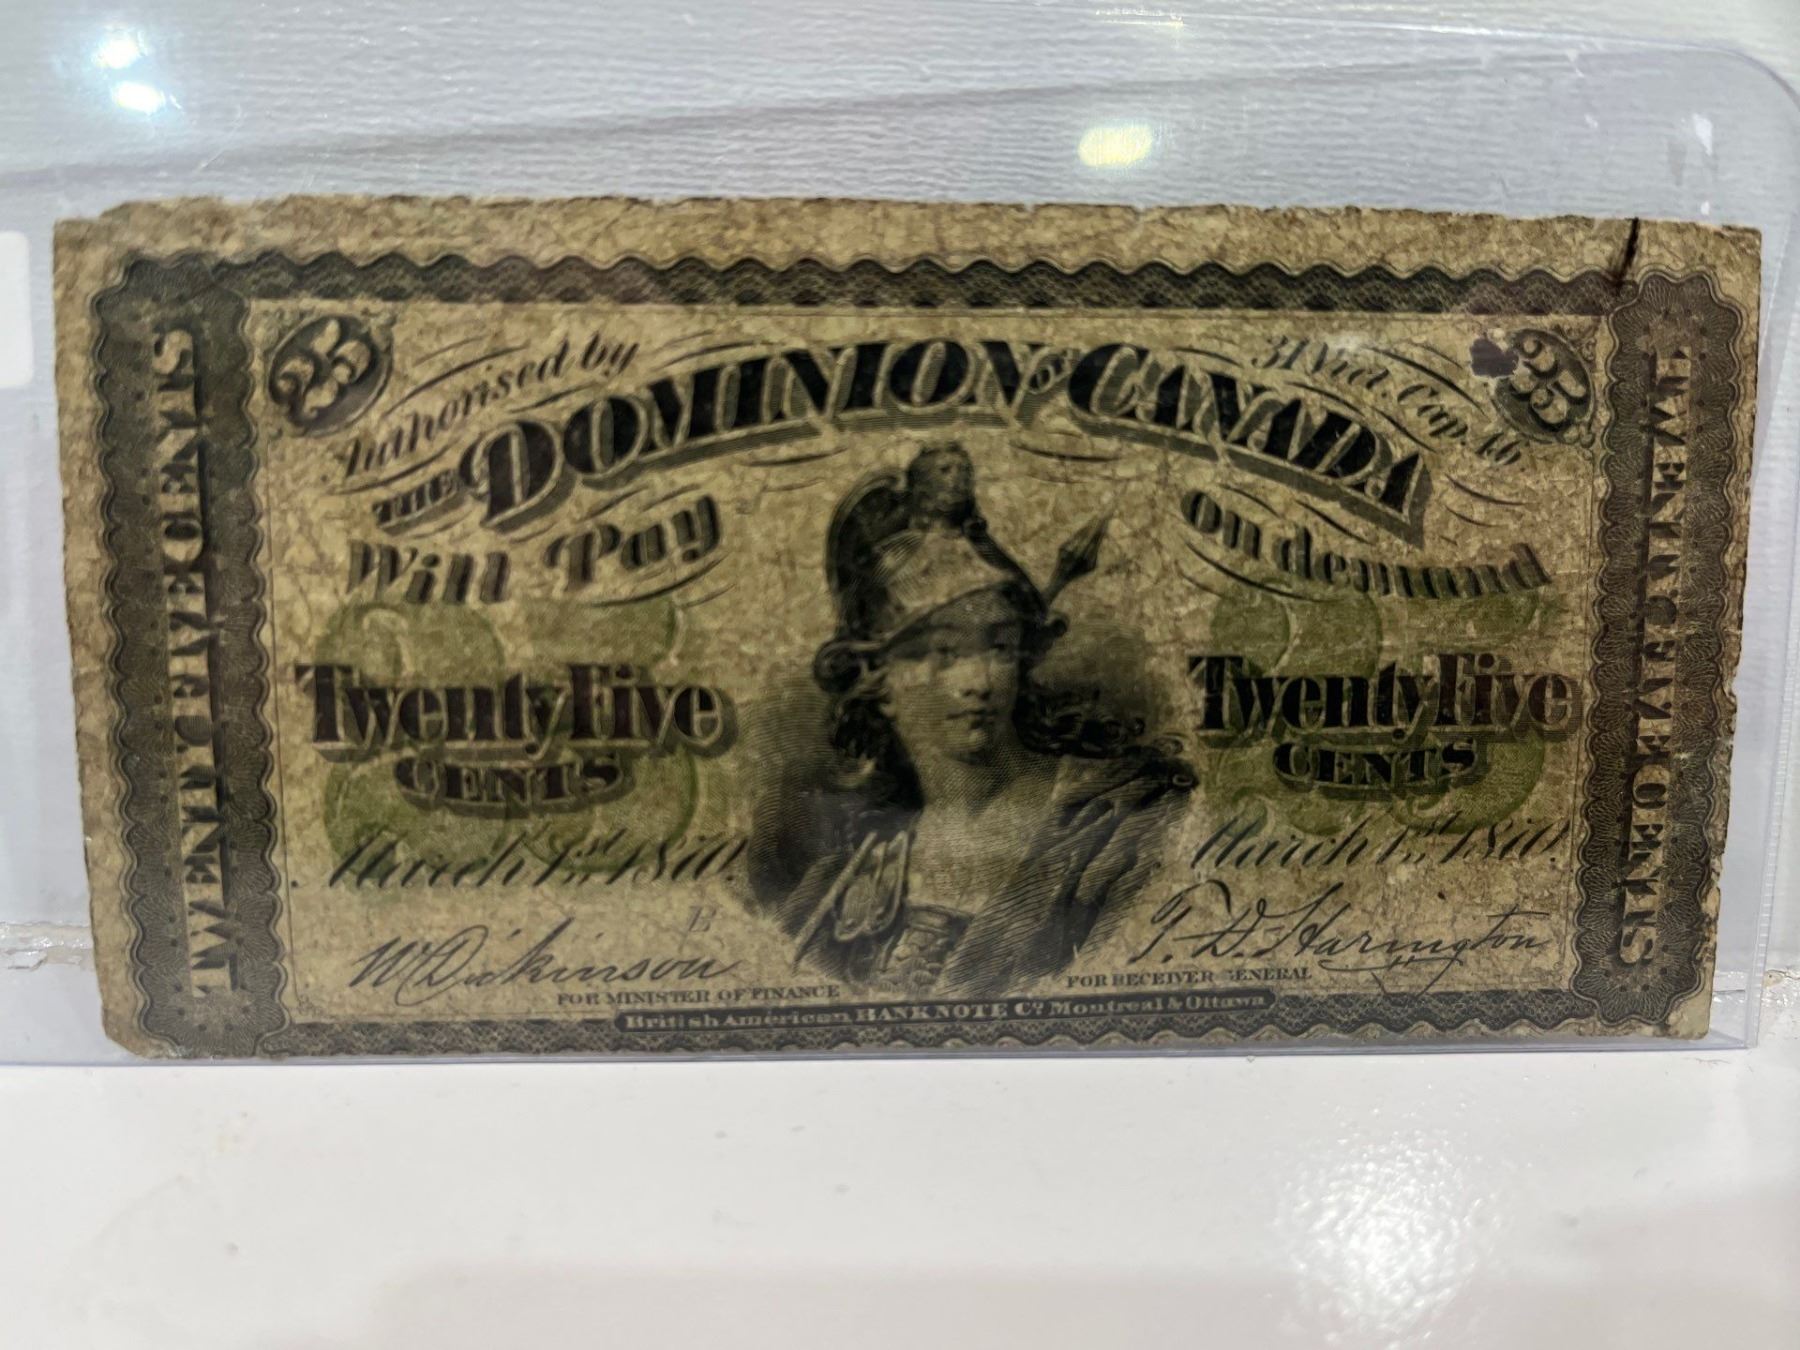 25
25
Authorised by
31 Vict. Cap. 46
THE DOMINION OF CANADA
Will Pay
on demand
Twenty Five
CENTS
Twenty Five
CENTS
March 1st 1870.
March 1st 1870.
B
W Dickinson
FOR MINISTER OF FINANCE
T. D. Harington
FOR RECEIVER GENERAL
British American BANK NOTE Co. Montreal & Ottawa
TWENTY FIVE CENTS
TWENTY FIVE CENTS